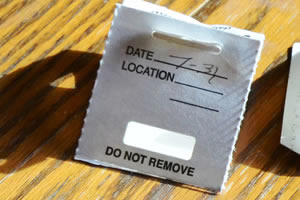 DATE 7-31
LOCATION
DO NOT REMOVE